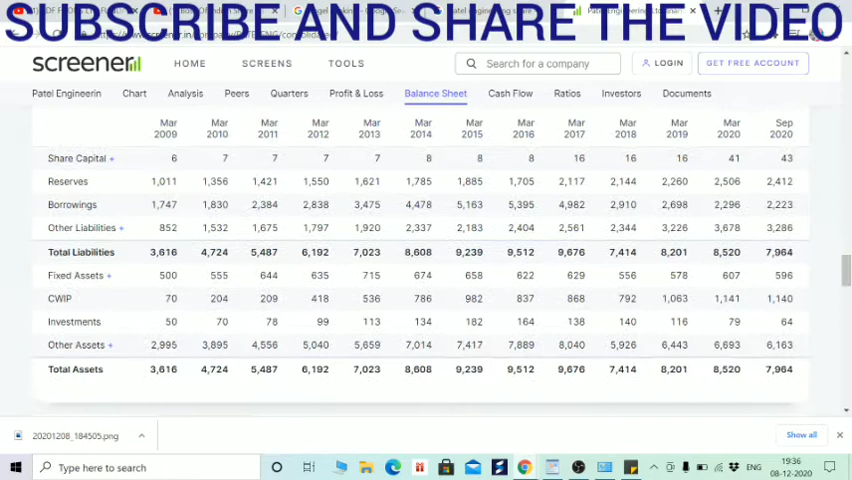 SUBSCRIBE AND SHARE THE VIDEO
screener
HOME SCREENS TOOLS Search for a company LOGIN GET FREE ACCOUNT
Patel Engineerin Chart Analysis Peers Quarters Profit & Loss Balance Sheet Cash Flow Ratios Investors Documents
Mar 2009 Mar 2010 Mar 2011 Mar 2012 Mar 2013 Mar 2014 Mar 2015 Mar 2016 Mar 2017 Mar 2018 Mar 2019 Mar 2020 Sep 2020
Share Capital + 6 7 7 7 7 8 8 8 16 16 16 41 43
Reserves 1,011 1,356 1,421 1,550 1,621 1,785 1,885 1,705 2,117 2,144 2,260 2,506 2,412
Borrowings 1,747 1,830 2,384 2,838 3,475 4,478 5,163 5,395 4,982 2,910 2,698 2,296 2,223
Other Liabilities + 852 1,532 1,675 1,797 1,920 2,337 2,183 2,404 2,561 2,344 3,226 3,678 3,286
Total Liabilities 3,616 4,724 5,487 6,192 7,023 8,608 9,239 9,512 9,676 7,414 8,201 8,520 7,964
Fixed Assets + 500 555 644 635 715 674 658 622 629 556 578 607 596
CWIP 70 204 209 418 536 786 982 837 868 792 1,063 1,141 1,140
Investments 50 70 78 99 113 134 182 164 138 140 116 79 64
Other Assets + 2,995 3,895 4,556 5,040 5,659 7,014 7,417 7,889 8,040 5,926 6,443 6,693 6,163
Total Assets 3,616 4,724 5,487 6,192 7,023 8,608 9,239 9,512 9,676 7,414 8,201 8,520 7,964
20201208_184505.png Show all
Type here to search ENG 19:36
08-12-2020